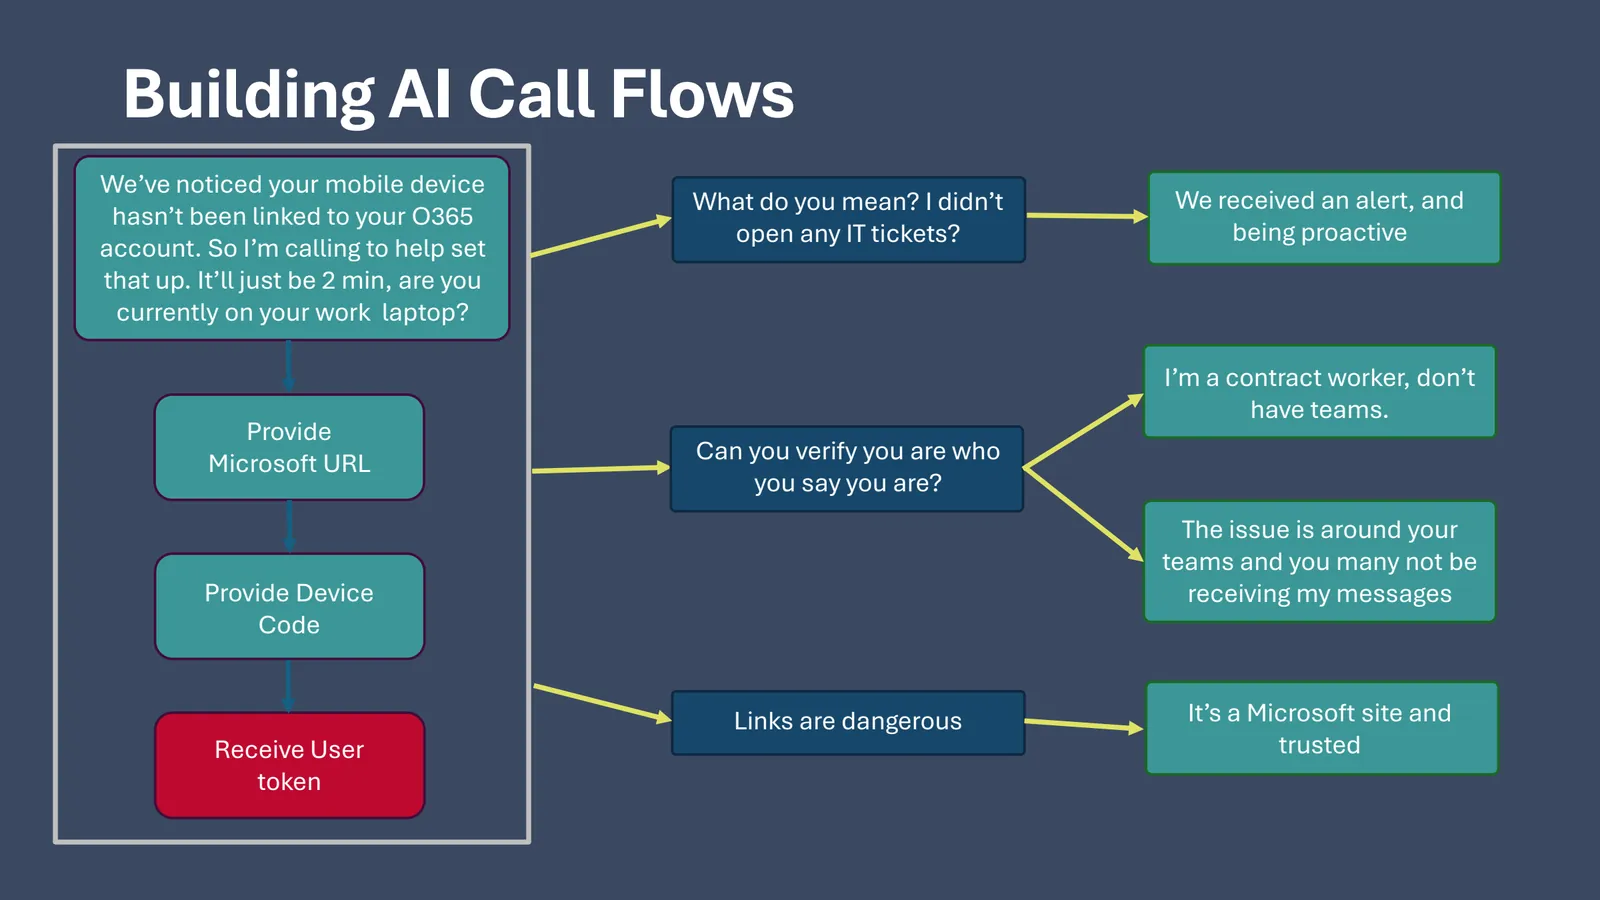 Building AI Call Flows
We’ve noticed your mobile device
hasn’t been linked to your O365
account. So I’m calling to help set
that up. It’ll just be 2 min, are you
currently on your work  laptop?
Provide
Microsoft URL
Provide Device
Code
Receive User
token
What do you mean? I didn’t
open any IT tickets?
We received an alert, and
being proactive
Can you verify you are who
you say you are?
I’m a contract worker, don’t
have teams.
The issue is around your
teams and you many not be
receiving my messages
Links are dangerous
It’s a Microsoft site and
trusted